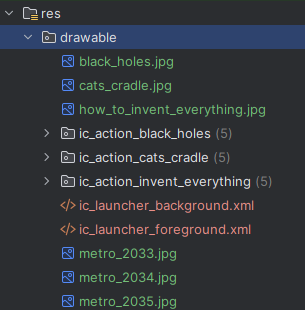 res
drawable
black_holes.jpg
cats_cradle.jpg
how_to_invent_everything.jpg
ic_action_black_holes (5)
ic_action_cats_cradle (5)
ic_action_invent_everything (5)
ic_launcher_background.xml
ic_launcher_foreground.xml
metro_2033.jpg
metro_2034.jpg
metro_2035.jpg